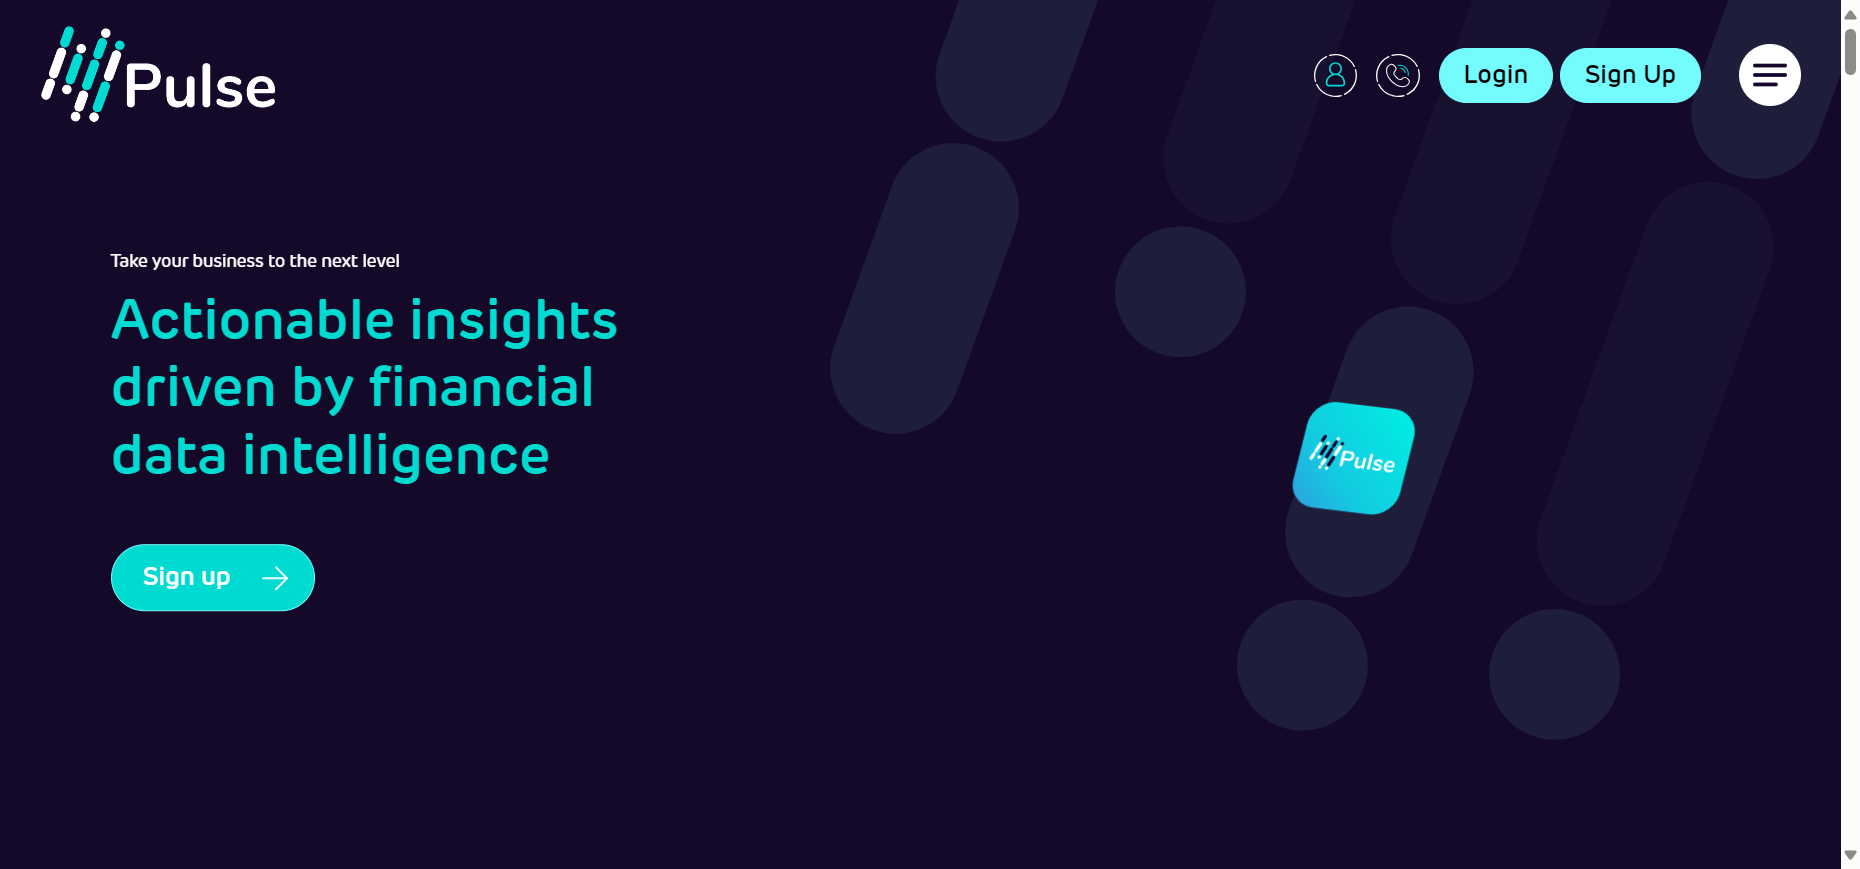 Pulse
Login
Sign Up
Take your business to the next level
Actionable insights
driven by financial
data intelligence
Pulse
Sign up